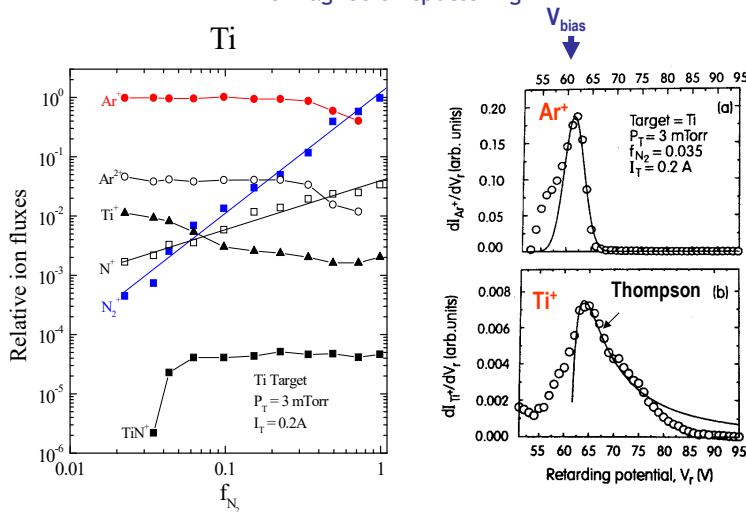 Ti
V_bias
10^0
10^-1
10^-2
10^-3
10^-4
10^-5
10^-6
Relative ion fluxes
Ar^+
Ar^2+
Ti^+
N^+
N_2^+
TiN^+
Ti Target
P_T = 3 mTorr
I_T = 0.2A
0.01 0.1 1
f_N2
55 60 65 70 75 80 85 90 95
(a)
Ar^+
Target = Ti
P_T = 3 mTorr
f_N2 = 0.035
I_T = 0.2 A
0.20
0.15
0.10
0.05
0.00
dI_Ar^+/dV_r (arb. units)
(b)
Ti^+
Thompson
0.008
0.006
0.004
0.002
0.000
dI_Ti^+/dV_r (arb.units)
55 60 65 70 75 80 85 90 95
Retarding potential, V_r (V)